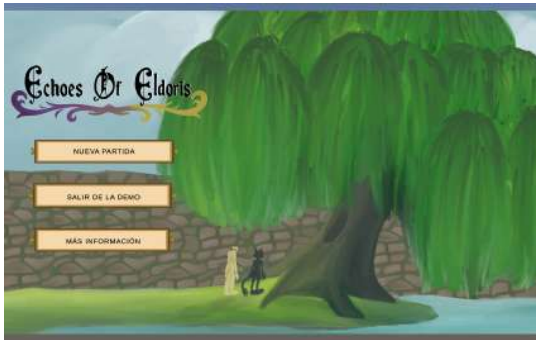 Echoes Of Eldoris
NUEVA PARTIDA
SALIR DE LA DEMO
MÁS INFORMACIÓN